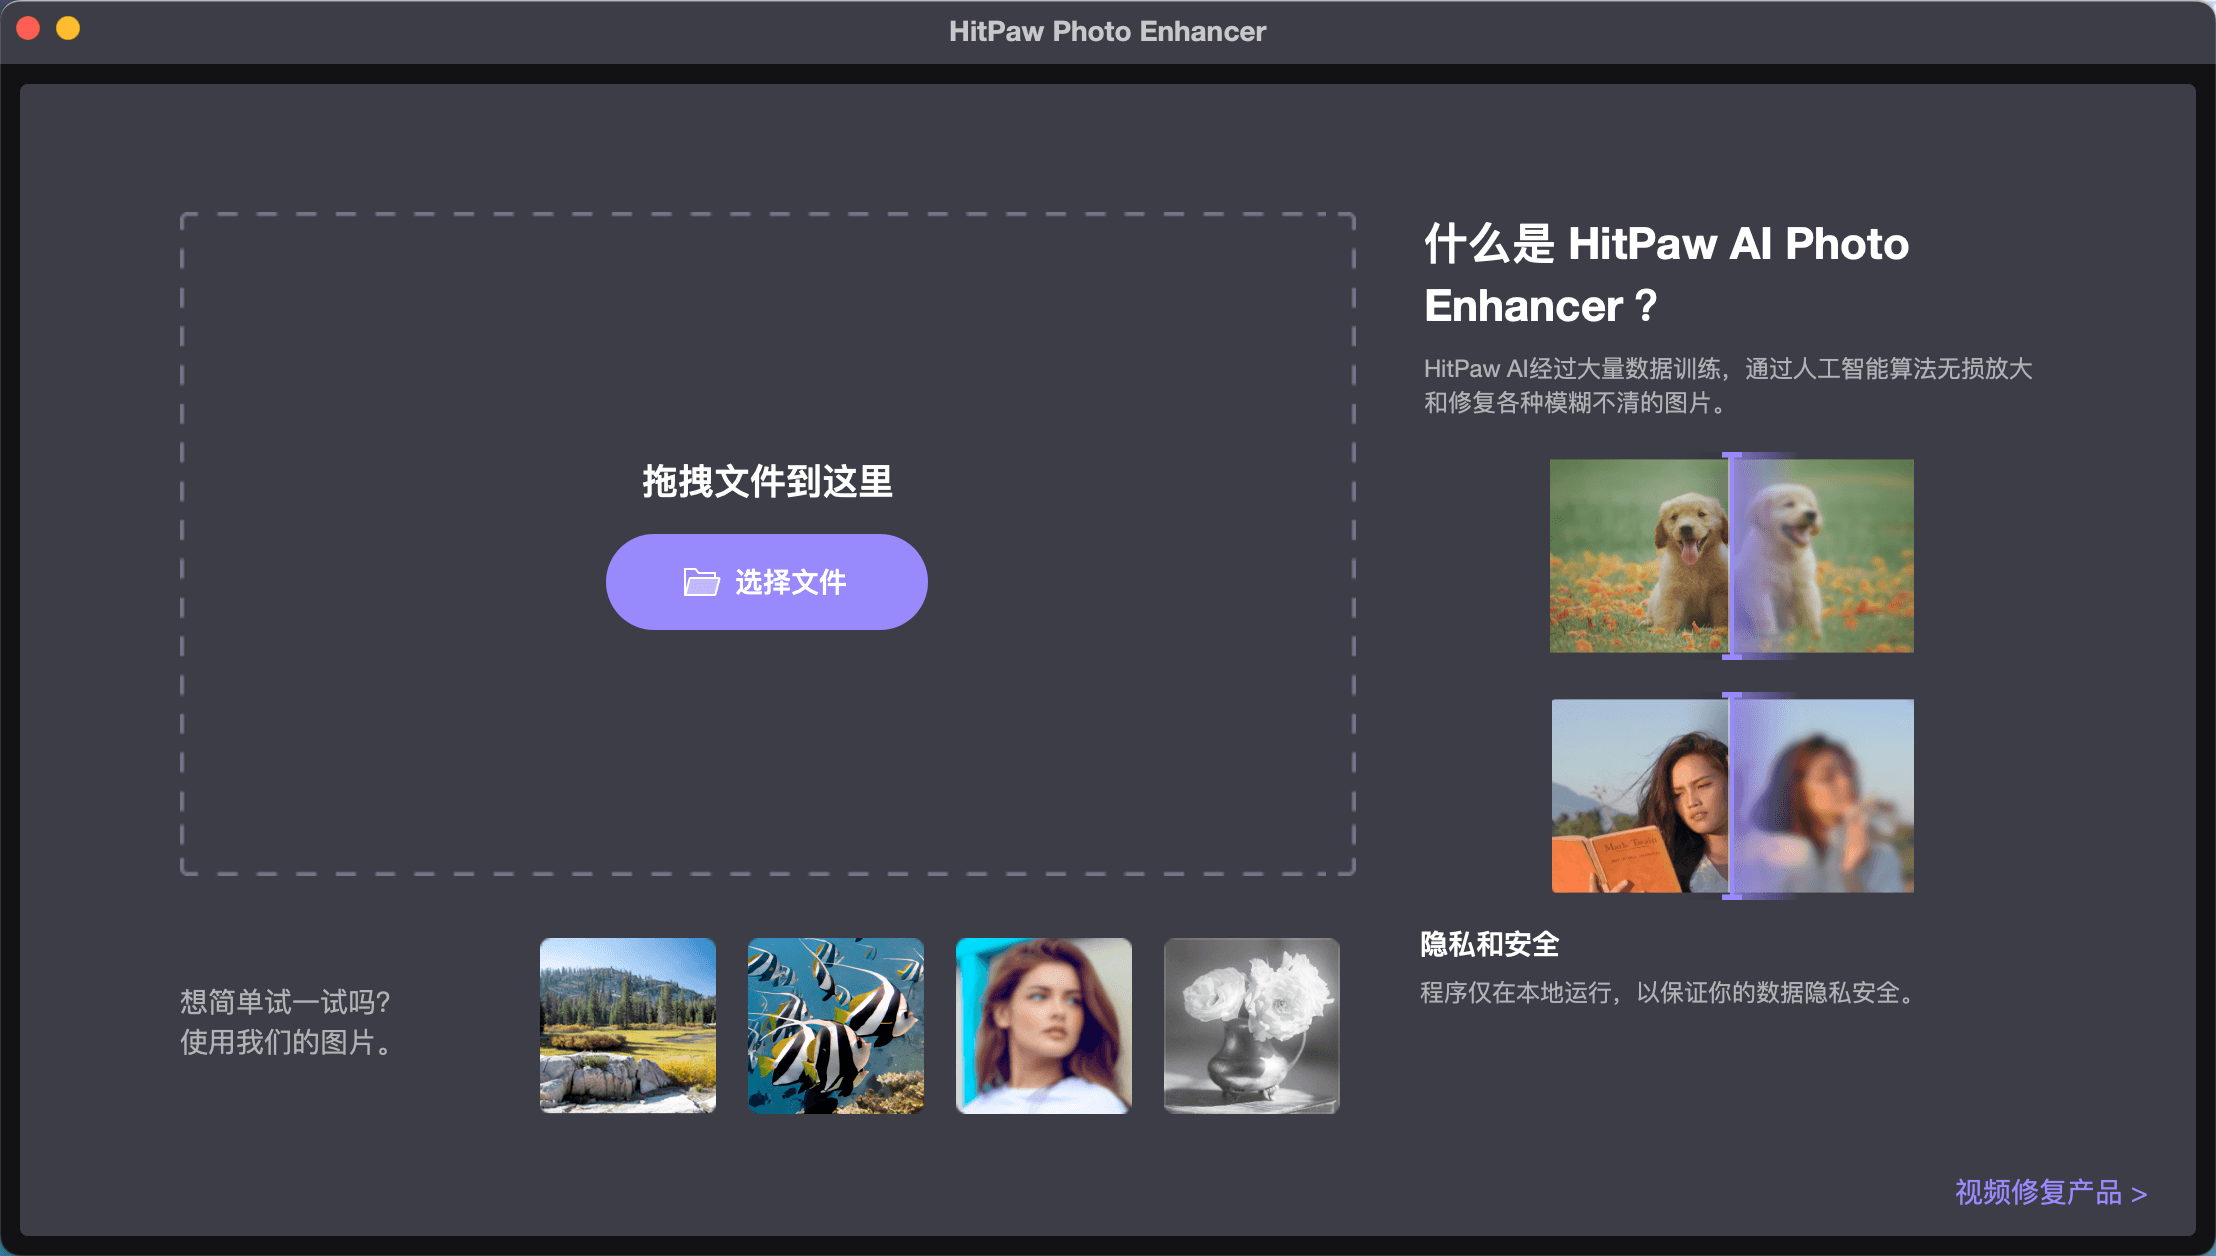 HitPaw Photo Enhancer
拖拽文件到这里
选择文件
想简单试一试吗?
使用我们的图片。
什么是 HitPaw AI Photo
Enhancer ?
HitPaw AI经过大量数据训练，通过人工智能算法无损放大
和修复各种模糊不清的图片。
Mark Twain
隐私和安全
程序仅在本地运行，以保证你的数据隐私安全。
视频修复产品 >